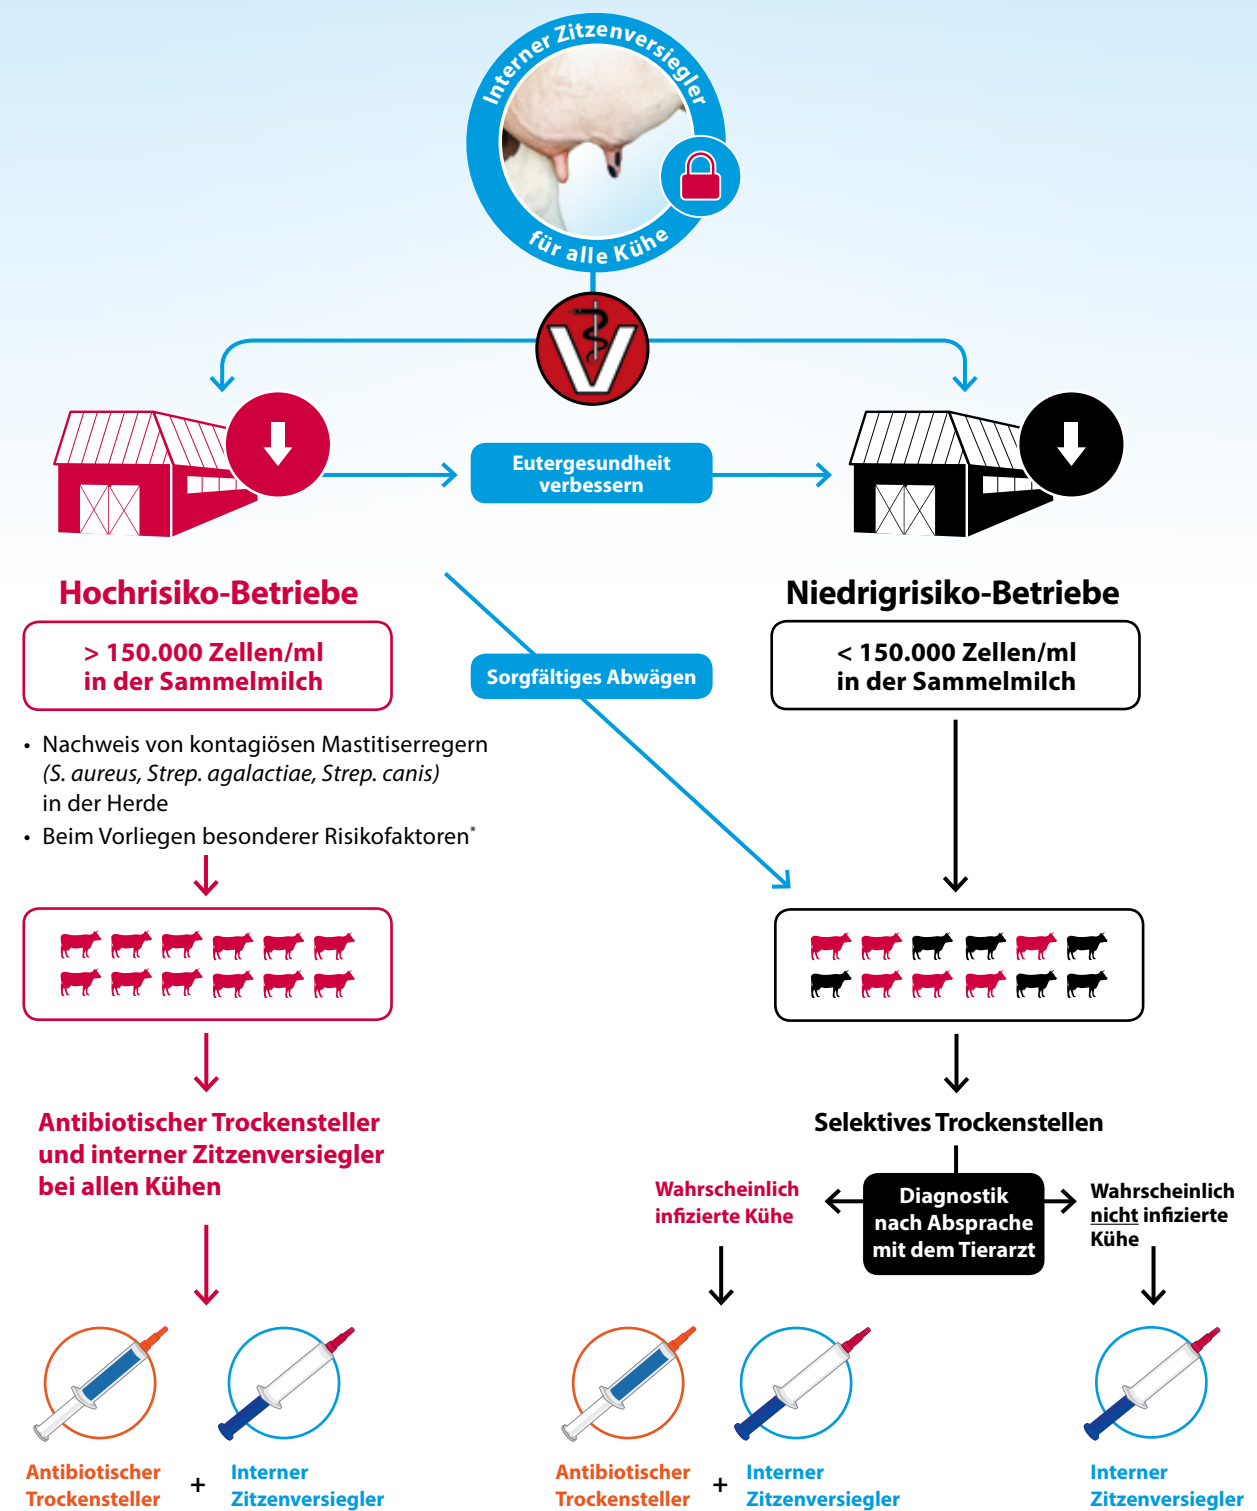 Interner Zitzenversiegler
für alle Kühe
V
Eutergesundheit
verbessern
Hochrisiko-Betriebe
> 150.000 Zellen/ml
in der Sammelmilch
• Nachweis von kontagiösen Mastitiserregern
(S. aureus, Strep. agalactiae, Strep. canis)
in der Herde
• Beim Vorliegen besonderer Risikofaktoren*
Sorgfältiges Abwägen
Niedrigrisiko-Betriebe
< 150.000 Zellen/ml
in der Sammelmilch
Antibiotischer Trockensteller
und interner Zitzenversiegler
bei allen Kühen
Selektives Trockenstellen
Wahrscheinlich
infizierte Kühe
Diagnostik
nach Absprache
mit dem Tierarzt
Wahrscheinlich
nicht infizierte
Kühe
Antibiotischer
Trockensteller
+
Interner
Zitzenversiegler
Antibiotischer
Trockensteller
+
Interner
Zitzenversiegler
Interner
Zitzenversiegler